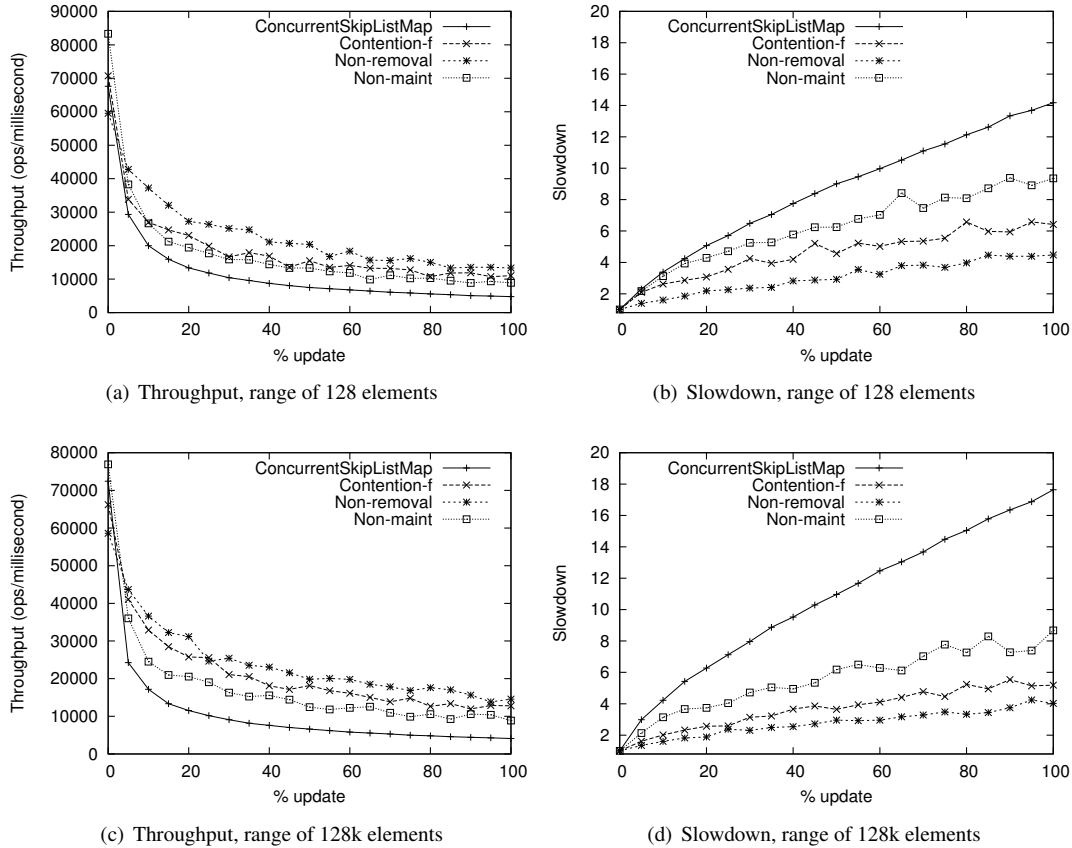 90000
80000
70000
60000
50000
40000
30000
20000
10000
0
Throughput (ops/millisecond)
ConcurrentSkipListMap
Contention-f
Non-removal
Non-maint
0 20 40 60 80 100
% update
(a) Throughput, range of 128 elements
20
18
16
14
12
10
8
6
4
2
Slowdown
ConcurrentSkipListMap
Contention-f
Non-removal
Non-maint
0 20 40 60 80 100
% update
(b) Slowdown, range of 128 elements
80000
70000
60000
50000
40000
30000
20000
10000
0
Throughput (ops/millisecond)
ConcurrentSkipListMap
Contention-f
Non-removal
Non-maint
0 20 40 60 80 100
% update
(c) Throughput, range of 128k elements
20
18
16
14
12
10
8
6
4
2
Slowdown
ConcurrentSkipListMap
Contention-f
Non-removal
Non-maint
0 20 40 60 80 100
% update
(d) Slowdown, range of 128k elements